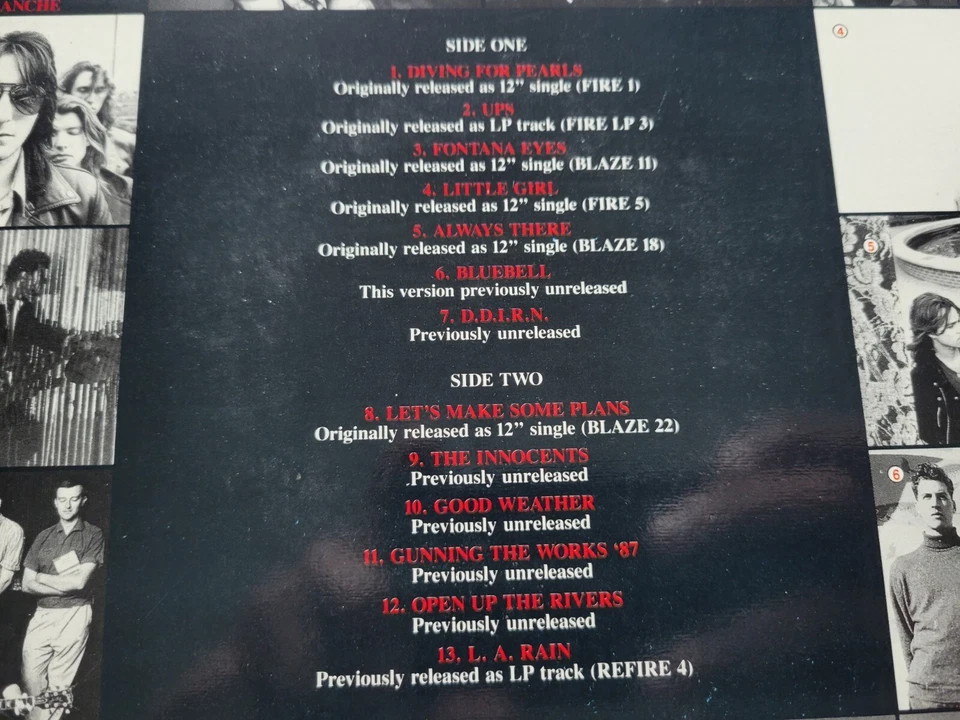 ANCHE
SIDE ONE
1. DIVING FOR PEARLS
Originally released as 12” single (FIRE 1)
2. UPS
Originally released as LP track (FIRE LP 3)
3. FONTANA EYES
Originally released as 12” single (BLAZE 11)
4. LITTLE GIRL
Originally released as 12” single (FIRE 5)
5. ALWAYS THERE
Originally released as 12” single (BLAZE 18)
6. BLUEBELL
This version previously unreleased
7. D.D.I.R.N.
Previously unreleased
SIDE TWO
8. LET'S MAKE SOME PLANS
Originally released as 12” single (BLAZE 22)
9. THE INNOCENTS
Previously unreleased
10. GOOD WEATHER
Previously unreleased
11. GUNNING THE WORKS ‘87
Previously unreleased
12. OPEN UP THE RIVERS
Previously unreleased
13. L. A. RAIN
Previously released as LP track (REFIRE 4)
4
5
6